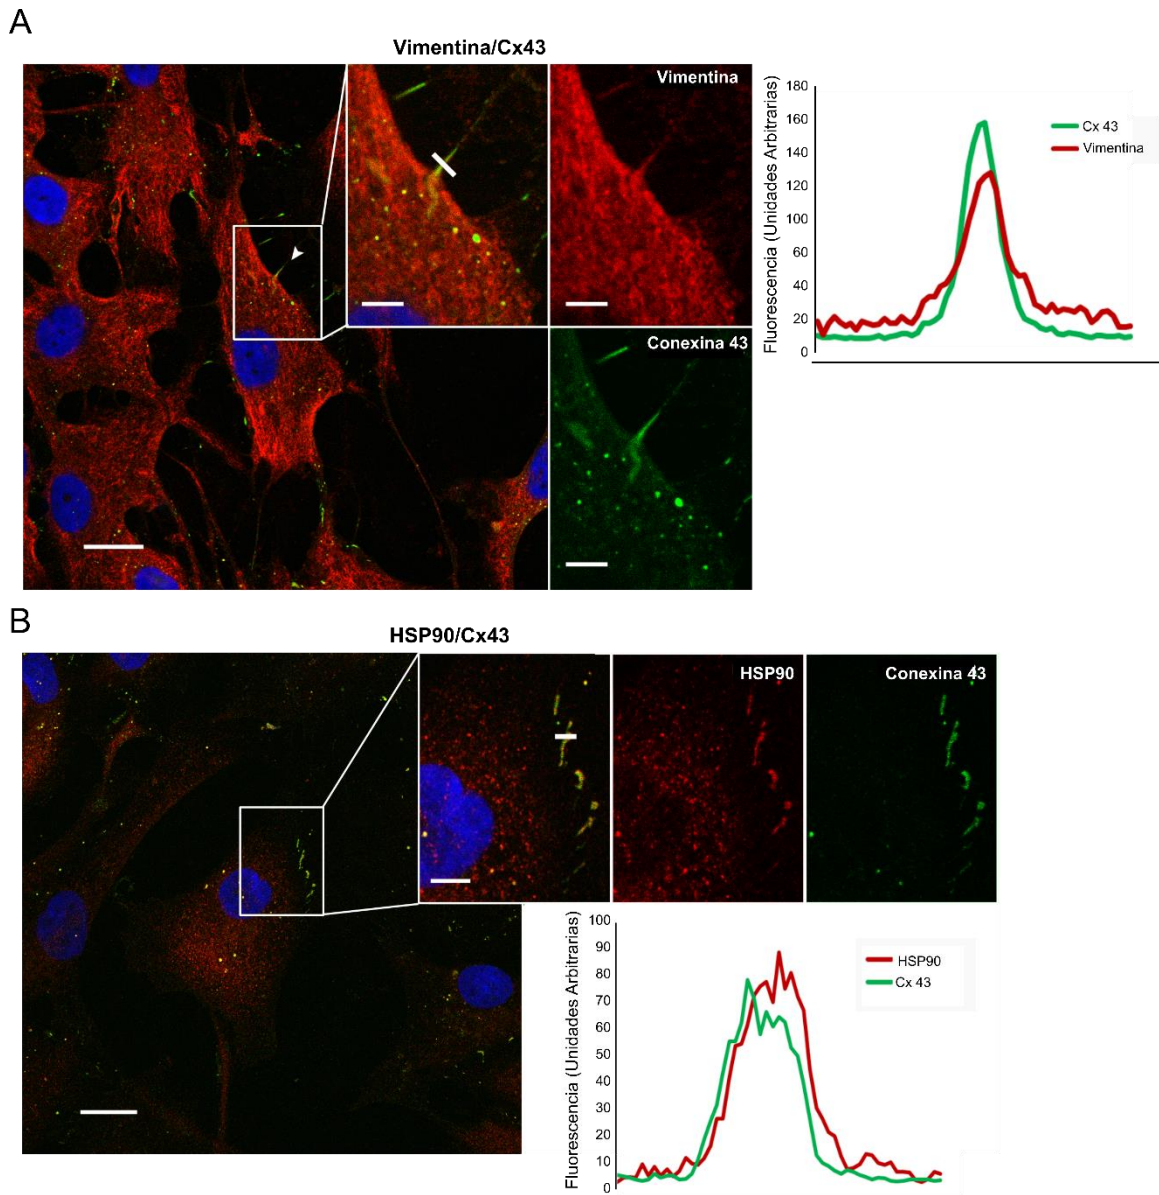 A
Vimentina/Cx43
Vimentina
Conexina 43
Fluorescencia (Unidades Arbitrarias)
180
160
140
120
100
80
60
40
20
0
Cx 43
Vimentina
B
HSP90/Cx43
HSP90
Conexina 43
Fluorescencia (Unidades Arbitrarias)
100
90
80
70
60
50
40
30
20
10
0
HSP90
Cx 43